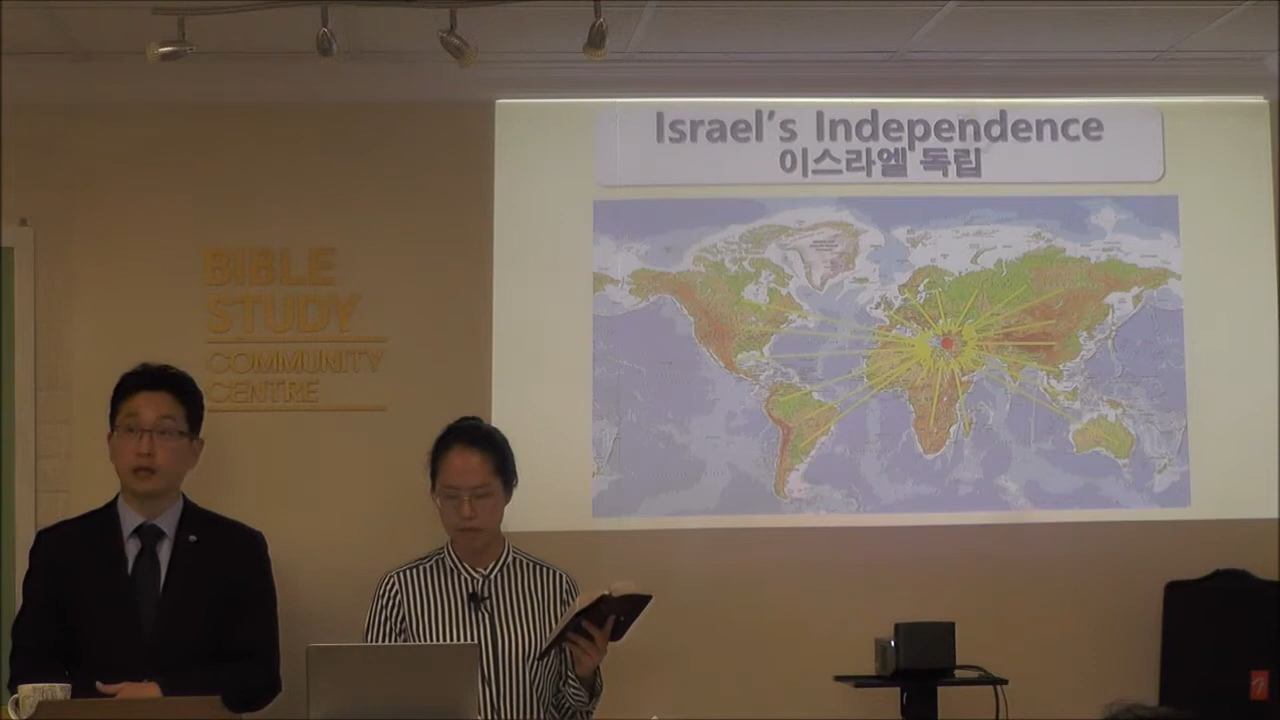 Israel's Independence
이스라엘 독립
BIBLE
STUDY
COMMUNITY
CENTRE